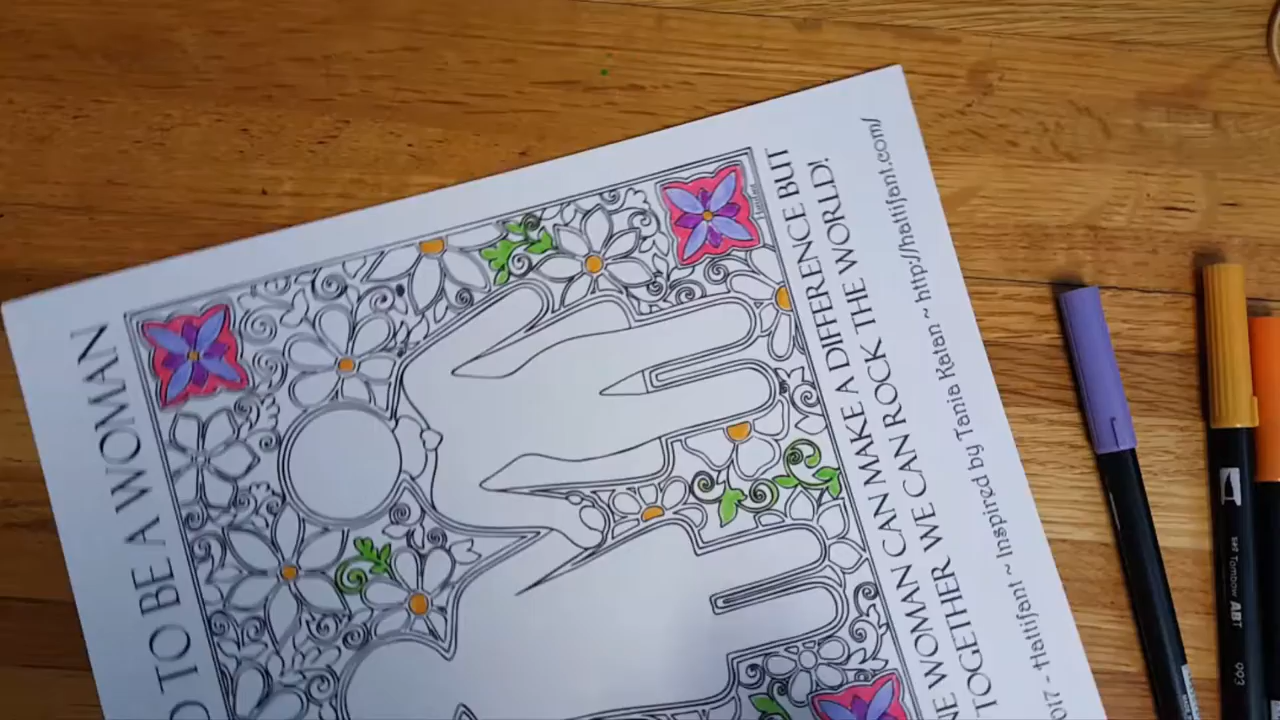 TO BE A WOMAN
WOMAN CAN MAKE A DIFFERENCE BUT
TOGETHER WE CAN ROCK THE WORLD!
Hattifant ~ Inspired by Tania Katan ~ http://hattifant.com/
Tombow ABT
993